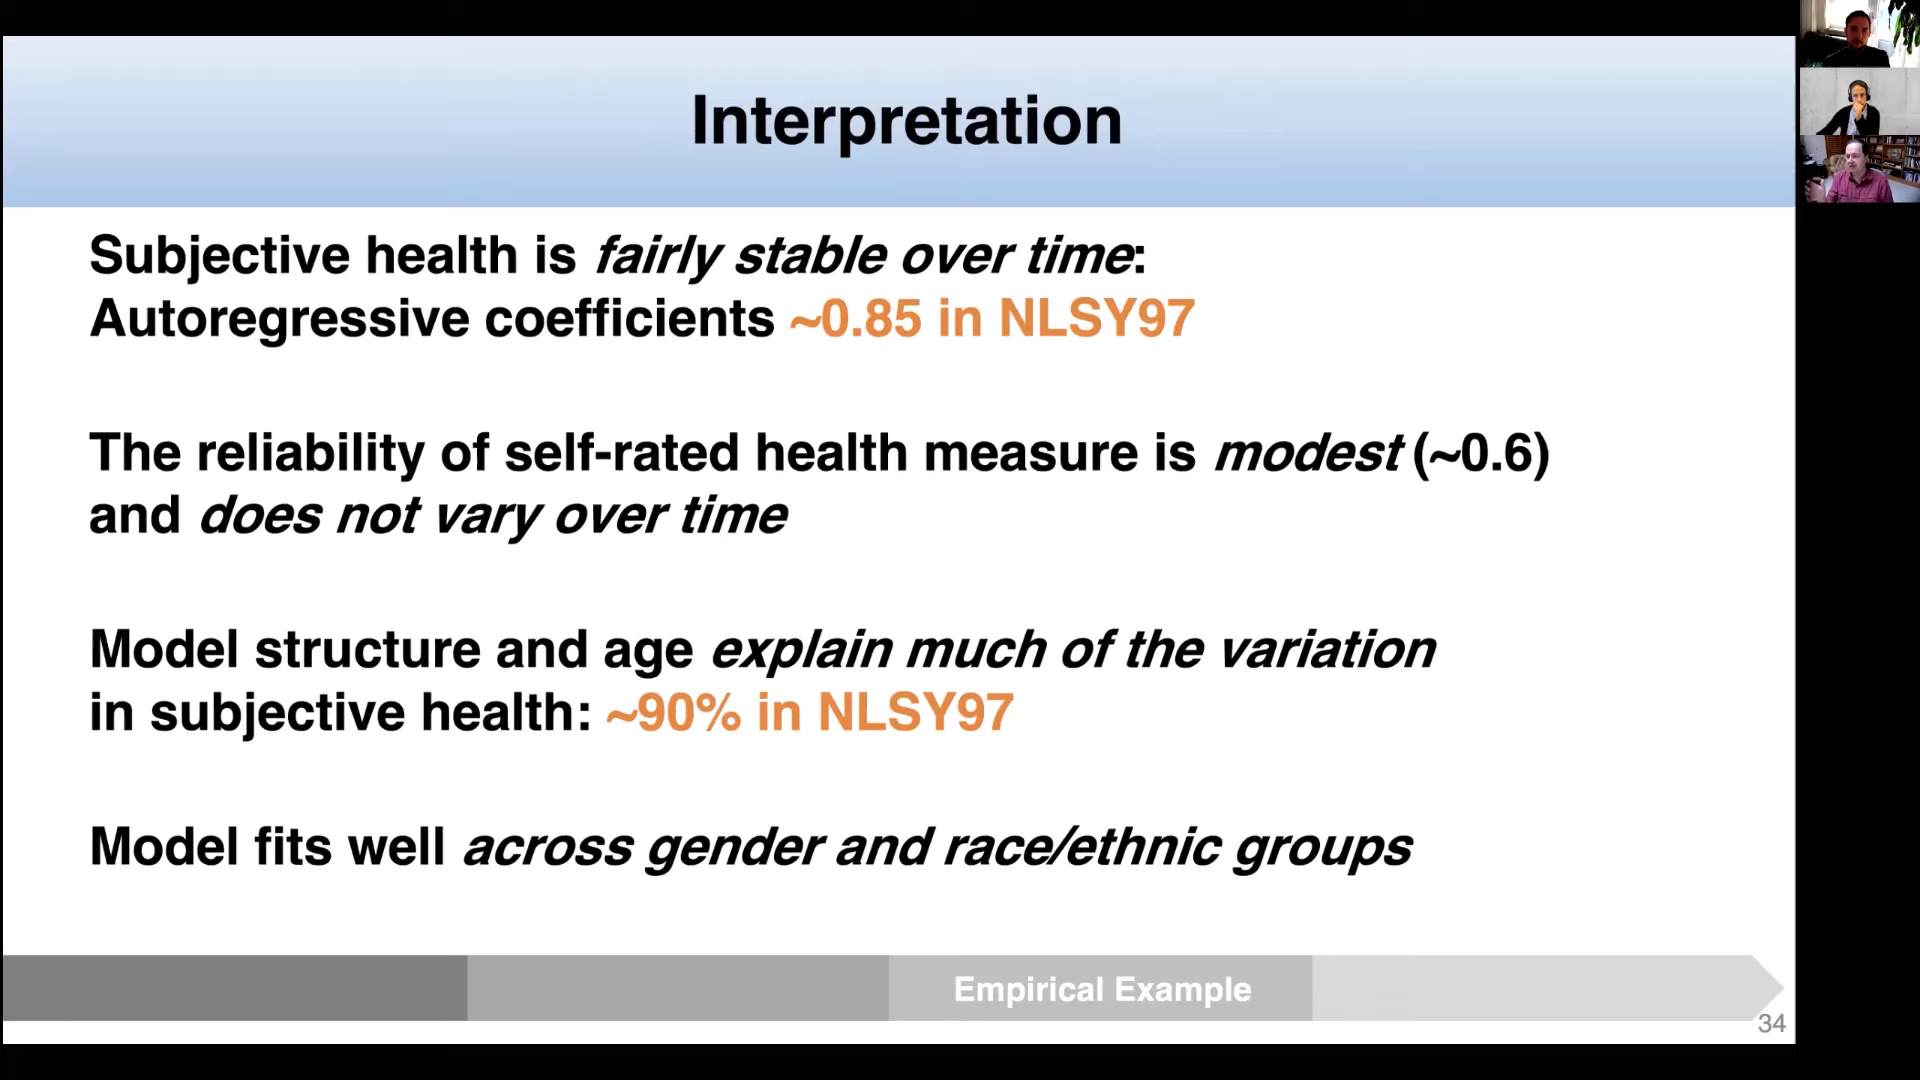 Interpretation
Subjective health is fairly stable over time:
Autoregressive coefficients ~0.85 in NLSY97
The reliability of self-rated health measure is modest (~0.6)
and does not vary over time
Model structure and age explain much of the variation
in subjective health: ~90% in NLSY97
Model fits well across gender and race/ethnic groups
Empirical Example
34